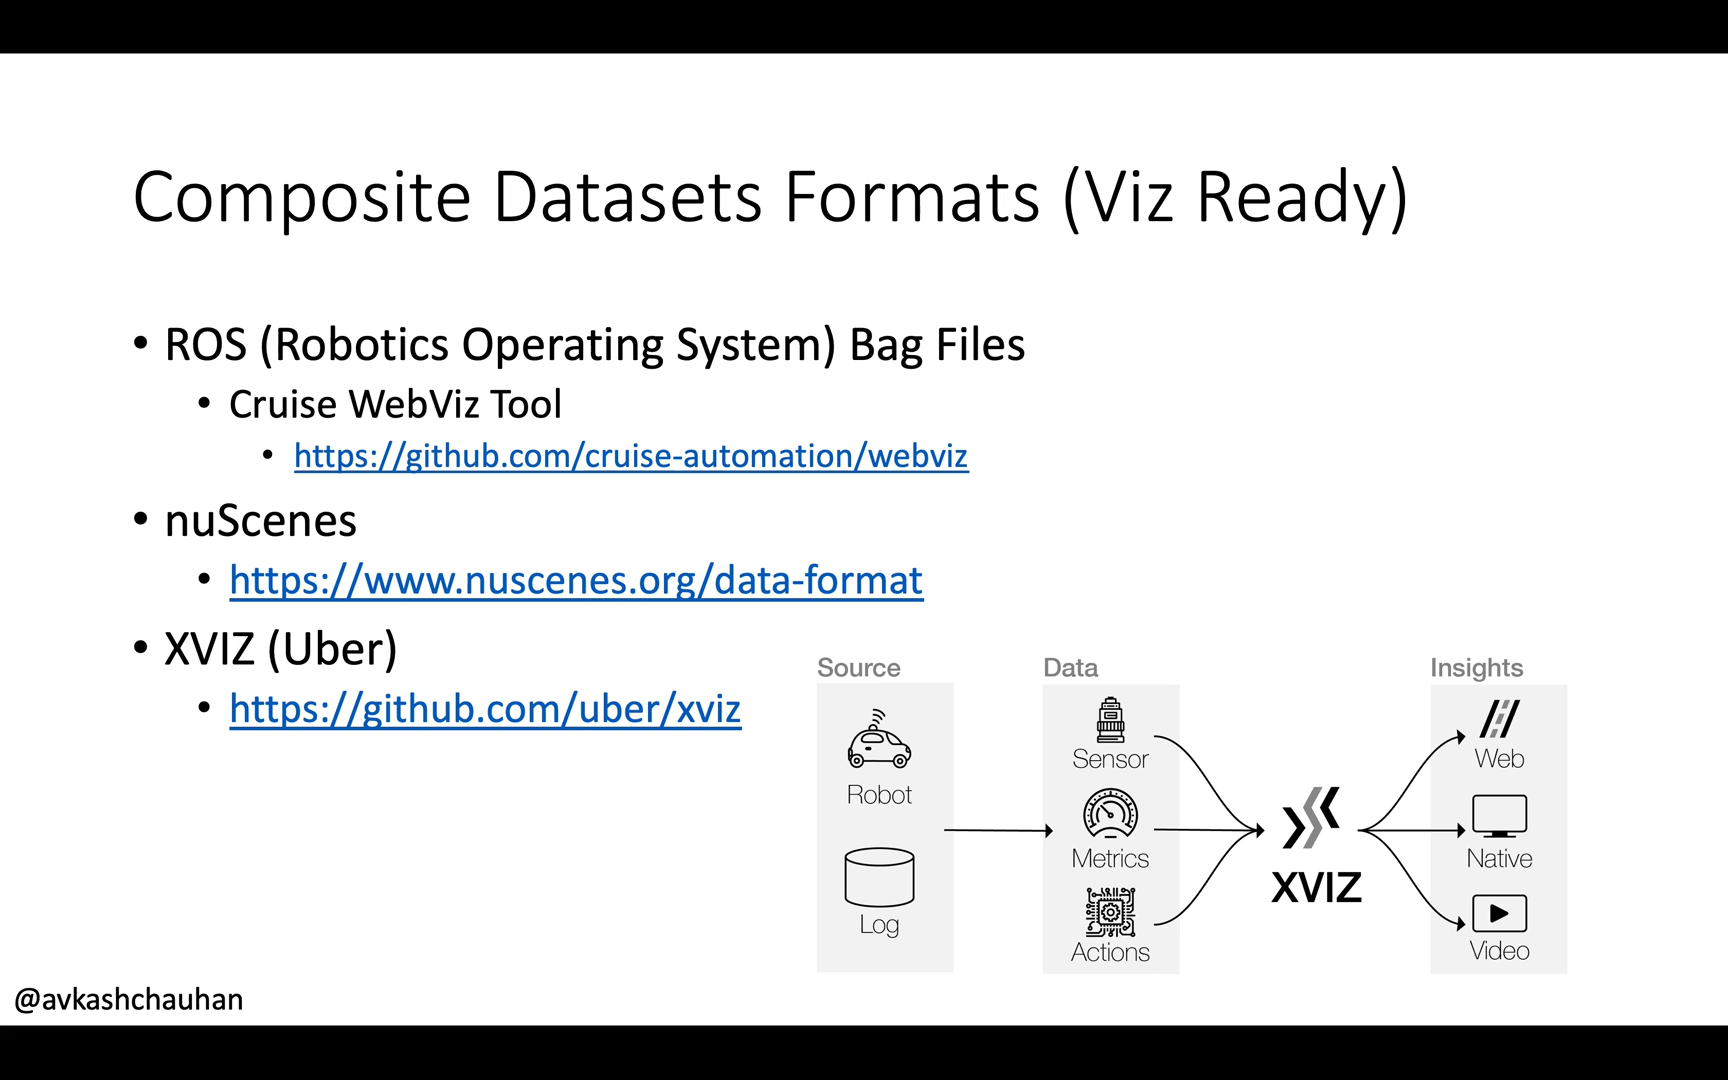 Composite Datasets Formats (Viz Ready)
• ROS (Robotics Operating System) Bag Files
• Cruise WebViz Tool
• https://github.com/cruise-automation/webviz
• nuScenes
• https://www.nuscenes.org/data-format
• XVIZ (Uber)
• https://github.com/uber/xviz
Source
Robot
Log
Data
Sensor
Metrics
Actions
XVIZ
Insights
Web
Native
Video
@avkashchauhan